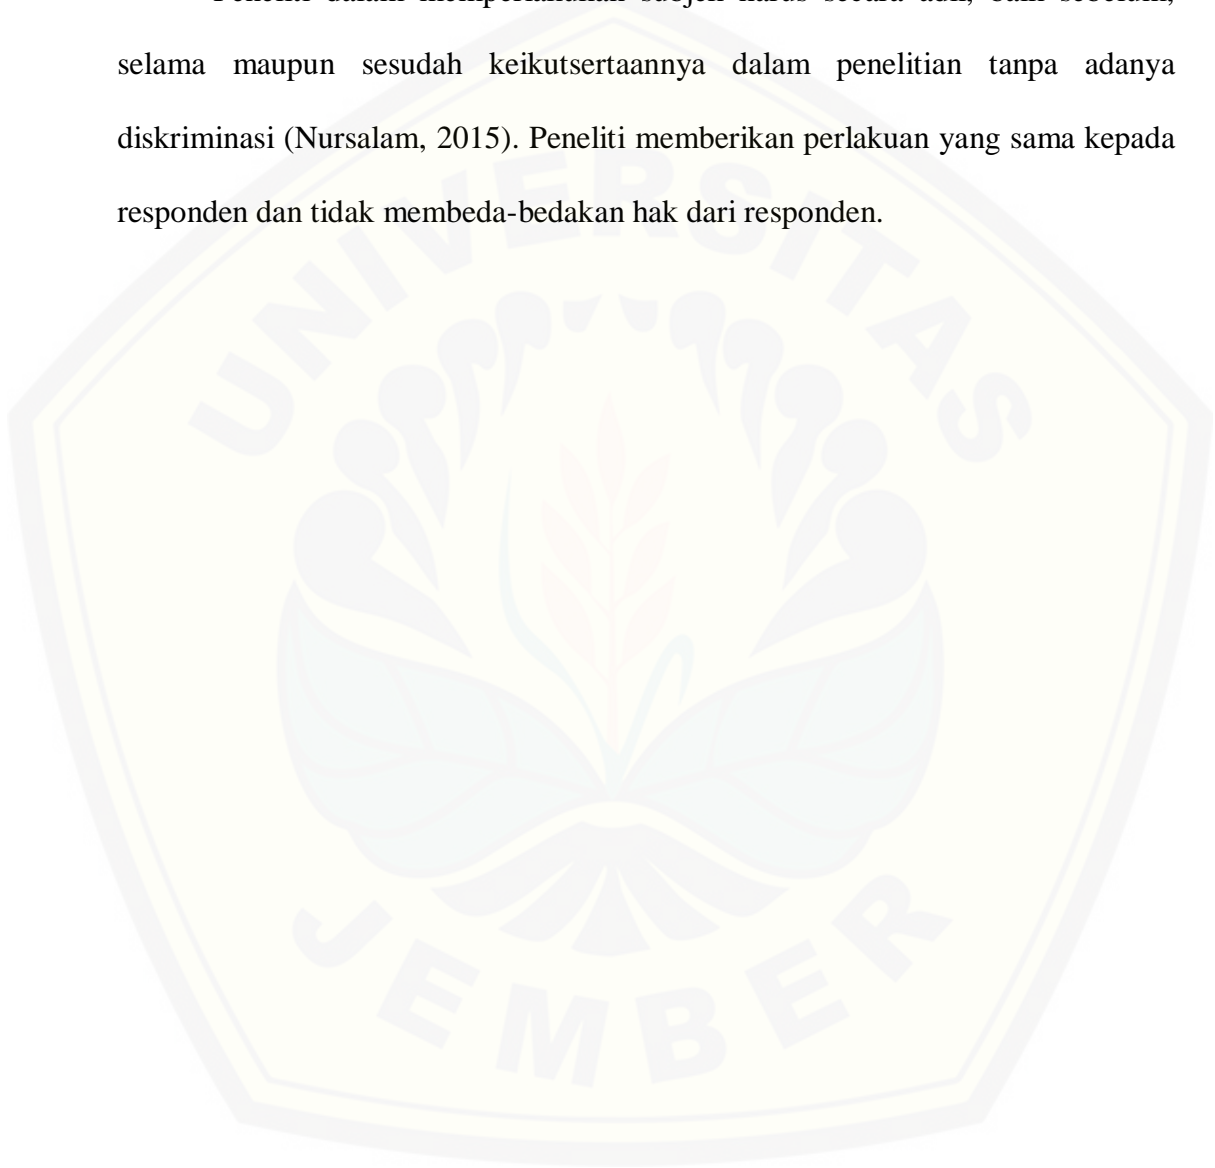 selama maupun sesudah keikutsertaannya dalam penelitian tanpa adanya
diskriminasi (Nursalam, 2015). Peneliti memberikan perlakuan yang sama kepada
responden dan tidak membeda-bedakan hak dari responden.
UNIVERSITAS
JEMBER